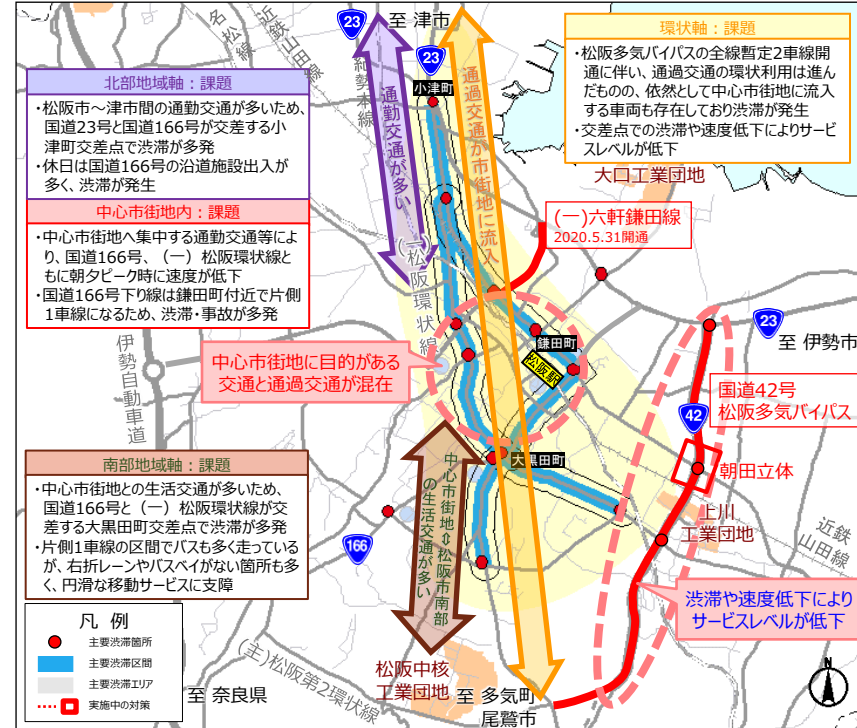 北部地域軸：課題
・松阪市～津市間の通勤交通が多いため、
国道23号と国道166号が交差する小
津町交差点で渋滞が多発
・休日は国道166号の沿道施設出入が
多く、渋滞が発生
中心市街地内：課題
・中心市街地へ集中する通勤交通等によ
り、国道166号、（一）松阪環状線と
もに朝夕ピーク時に速度が低下
・国道166号下り線は鎌田町付近で片側
1車線になるため、渋滞・事故が多発
環状軸：課題
・松阪多気バイパスの全線暫定2車線開
通に伴い、通過交通の環状利用は進ん
だものの、依然として中心市街地に流入
する車両も存在しており渋滞が発生
・交差点での渋滞や速度低下によりサービ
スレベルが低下
南部地域軸：課題
・中心市街地との生活交通が多いため、
国道166号と（一）松阪環状線が交
差する大黒田町交差点で渋滞が多発
・片側1車線の区間でバスも多く走っている
が、右折レーンやバスベイがない箇所も多
く、円滑な移動サービスに支障
凡 例
主要渋滞箇所
主要渋滞区間
主要渋滞エリア
実施中の対策
23
至 津市
名松線
近鉄
山田線
紀勢本線
23
小津町
通勤交通が多い
通過交通が市街地に流入
大口工業団地
(一)六軒鎌田線
2020.5.31開通
(一)松阪環状線
鎌田町
松阪駅
23
至 伊勢市
中心市街地に目的がある
交通と通過交通が混在
伊勢自動車道
国道42号
松阪多気バイパス
42
大黒田町
朝田立体
上川
工業団地
近鉄
山田線
中心市街地⇔松阪市南部
の生活交通が多い
166
渋滞や速度低下により
サービスレベルが低下
松阪中核
工業団地
(主)松阪第2環状線
至 奈良県
至 多気町
尾鷲市
N